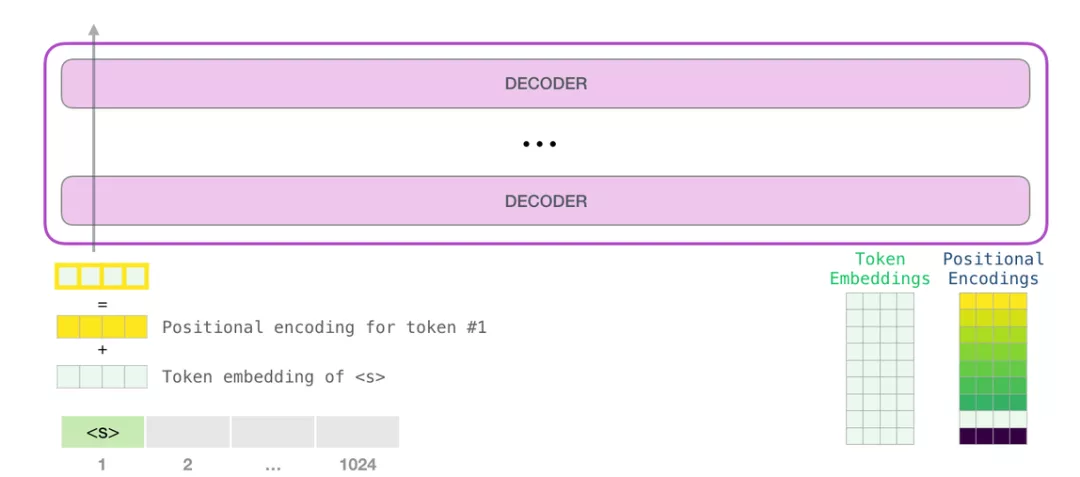 DECODER
...
DECODER
Token Embeddings
Positional Encodings
=
Positional encoding for token #1
+
Token embedding of <s>
<s>
1 2 ... 1024